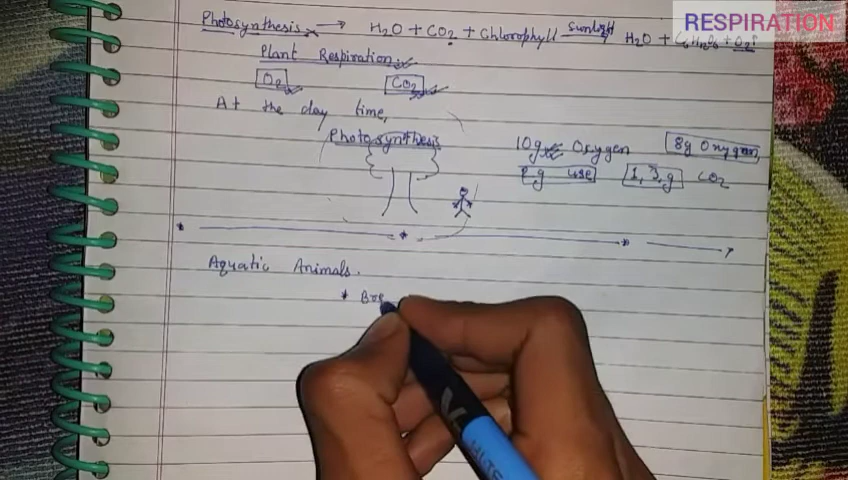 RESPIRATION
Photosynthesis → H2O + CO2 + Chlorophyll Sunlight H2O + C6H12O6 + O2↑
Plant Respiration
O2 CO2
At the day time,
Photosynthesis
10g Oxygen 8g Oxygen,
2g use 1, 3,g CO2
Aquatic Animals.
* Bre